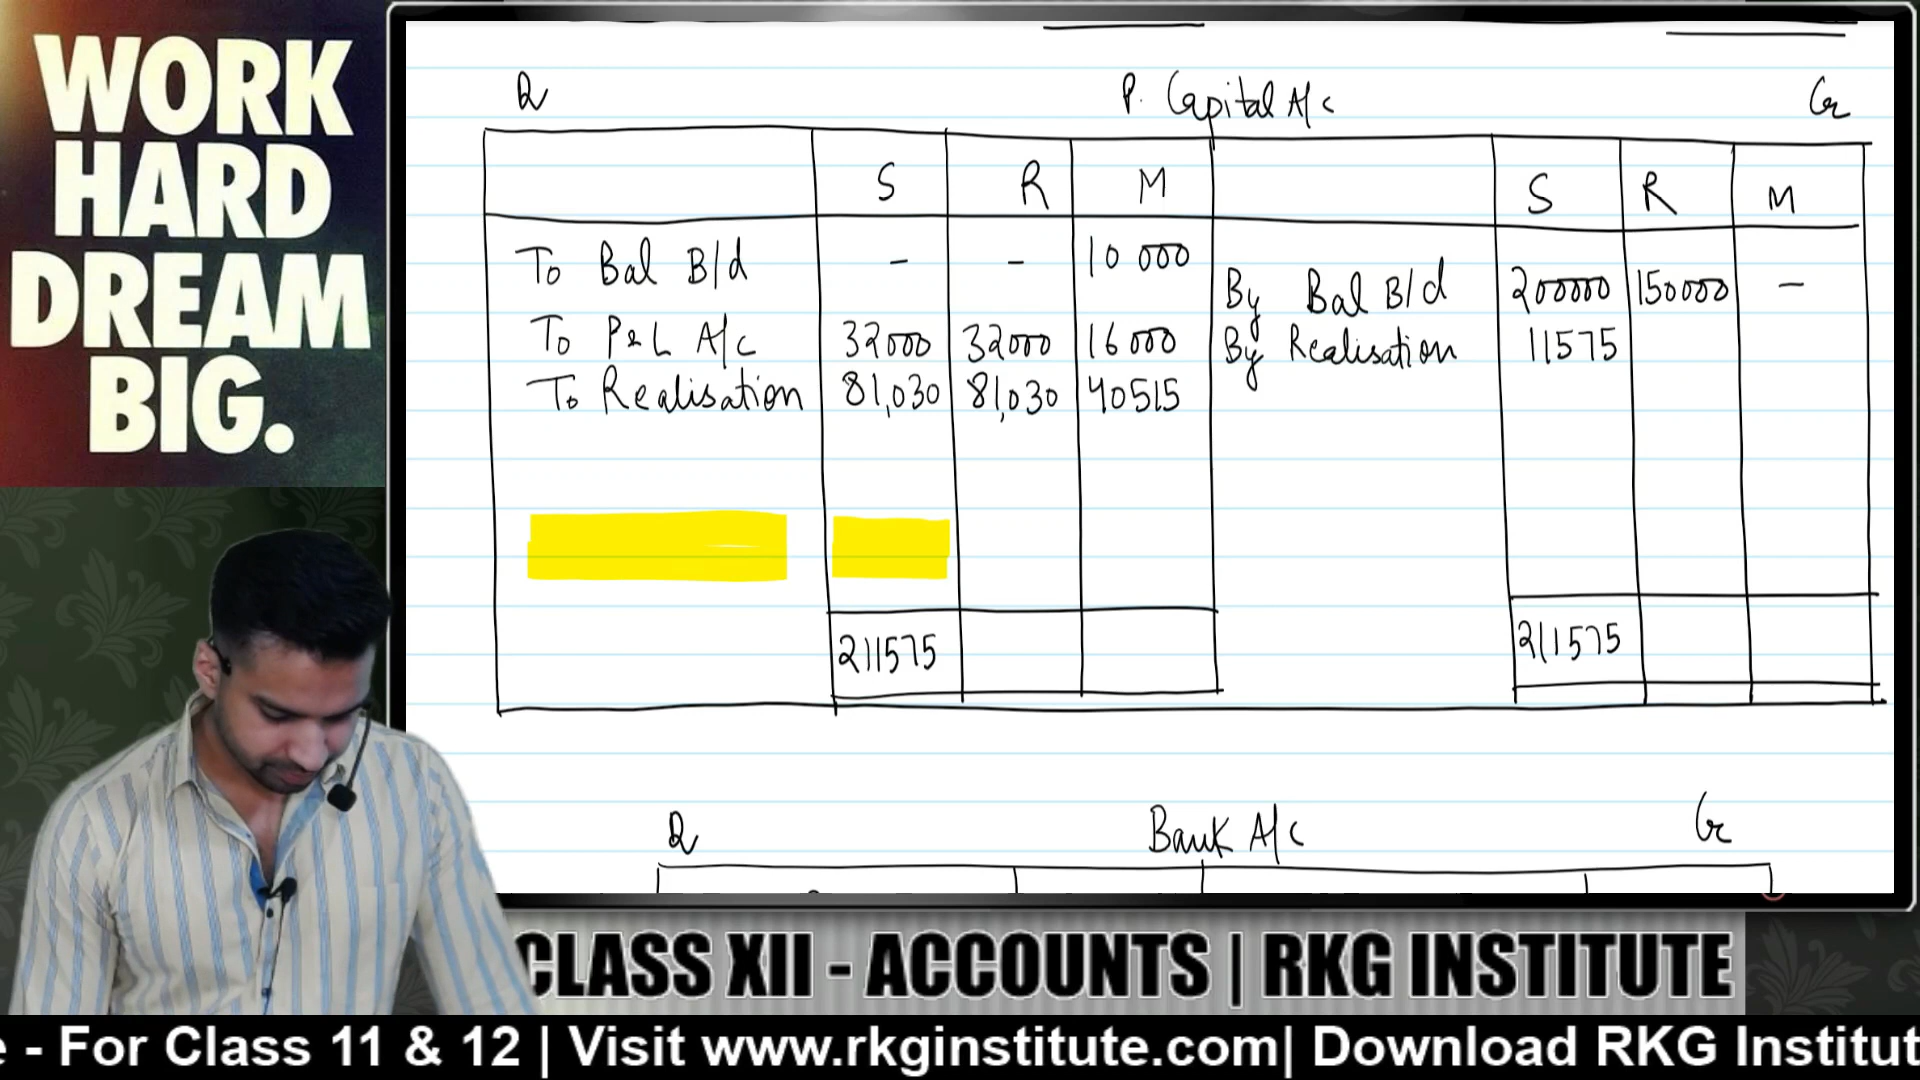 WORK
HARD
DREAM
BIG.
Dr P. Capital A/c Cr
S R M S R M
To Bal B/d - - 10 000 By Bal B/d 200000 150000 -
To P&L A/c 32000 32000 16000 By Realisation 11575
To Realisation 81,030 81,030 40515
211575 211575
Dr Bank A/c Cr
CLASS XII - ACCOUNTS | RKG INSTITUTE
e - For Class 11 & 12 | Visit www.rkginstitute.com| Download RKG Institut